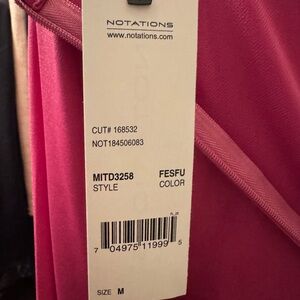 NOTATIONS
www.notations.com
CUT# 168532
NOT184506083
MITD3258 FESFU
STYLE COLOR
7 04975 11999 5
SIZE M